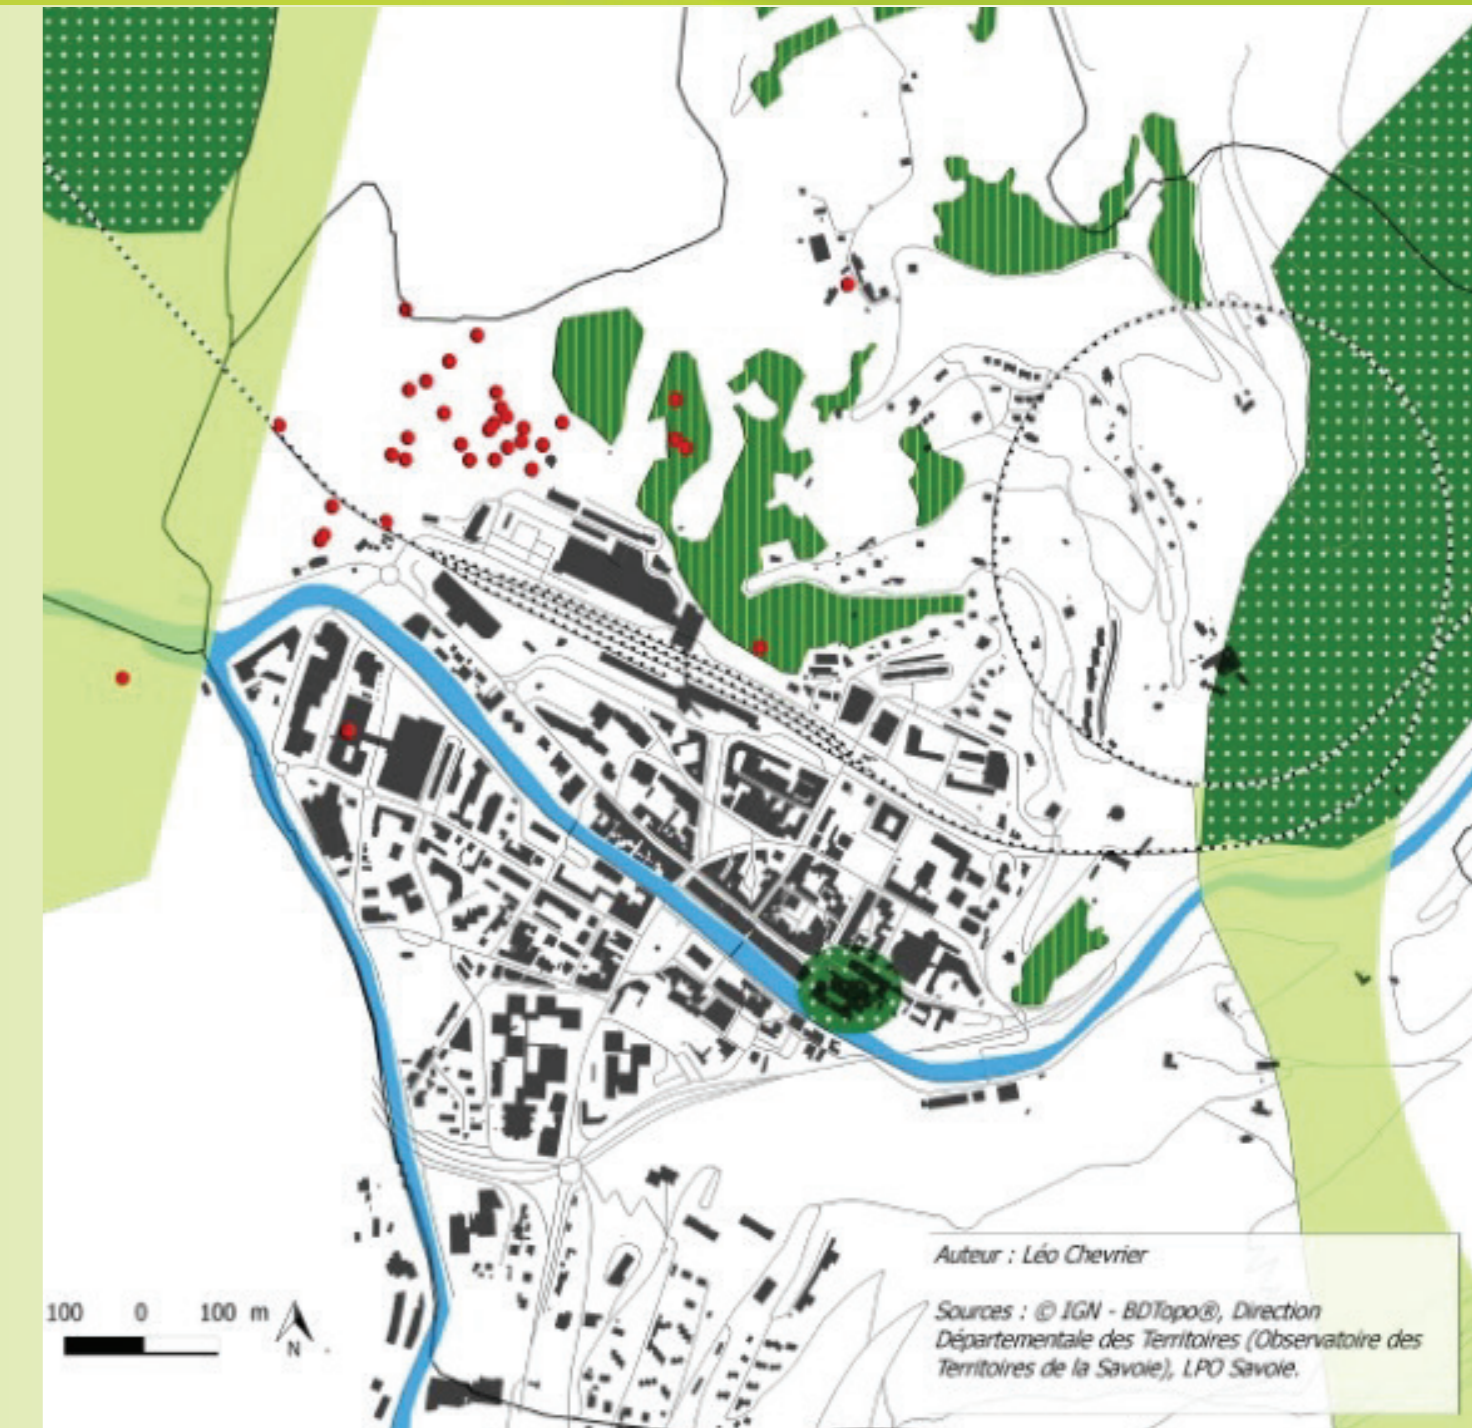 Auteur : Léo Chevrier
Sources : © IGN - BDTopo®, Direction
Départementale des Territoires (Observatoire des
Territoires de la Savoie), LPO Savoie.
100 0 100 m
N